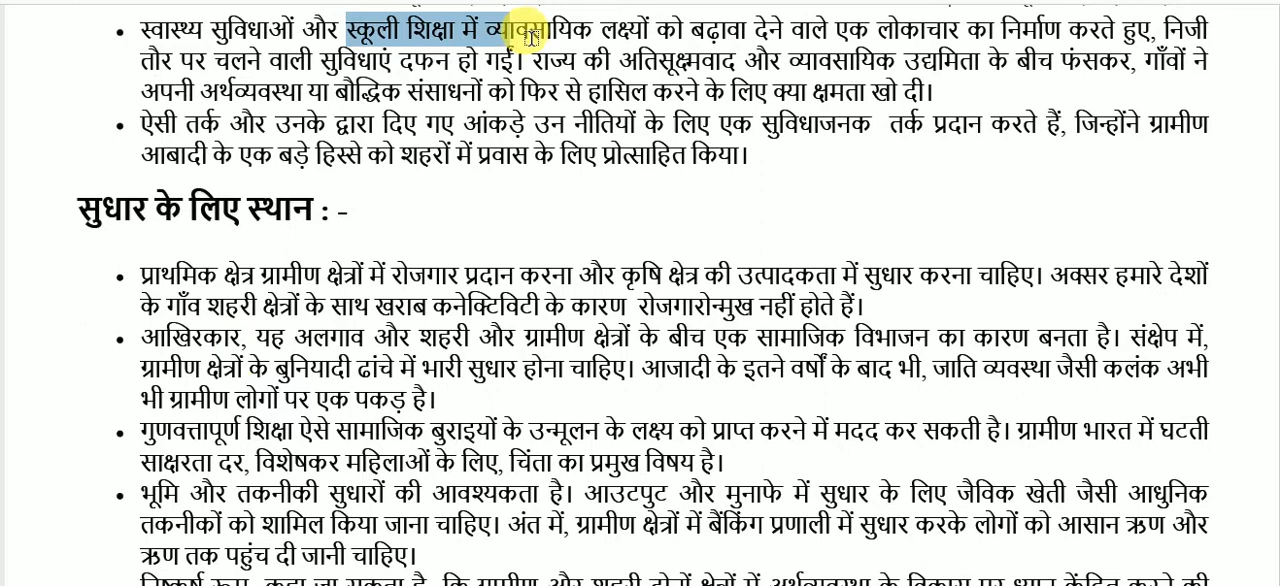 स्वास्थ्य सुविधाओं और स्कूली शिक्षा में व्यावसायिक लक्ष्यों को बढ़ावा देने वाले एक लोकाचार का निर्माण करते हुए, निजी
तौर पर चलने वाली सुविधाएं दफन हो गईं। राज्य की अतिसूक्ष्मवाद और व्यावसायिक उद्यमिता के बीच फंसकर, गाँवों ने
अपनी अर्थव्यवस्था या बौद्धिक संसाधनों को फिर से हासिल करने के लिए क्या क्षमता खो दी।
ऐसी तर्क और उनके द्वारा दिए गए आंकड़े उन नीतियों के लिए एक सुविधाजनक तर्क प्रदान करते हैं, जिन्होंने ग्रामीण
आबादी के एक बड़े हिस्से को शहरों में प्रवास के लिए प्रोत्साहित किया।
सुधार के लिए स्थान : -
प्राथमिक क्षेत्र ग्रामीण क्षेत्रों में रोजगार प्रदान करना और कृषि क्षेत्र की उत्पादकता में सुधार करना चाहिए। अक्सर हमारे देशों
के गाँव शहरी क्षेत्रों के साथ खराब कनेक्टिविटी के कारण रोजगारोन्मुख नहीं होते हैं।
आखिरकार, यह अलगाव और शहरी और ग्रामीण क्षेत्रों के बीच एक सामाजिक विभाजन का कारण बनता है। संक्षेप में,
ग्रामीण क्षेत्रों के बुनियादी ढांचे में भारी सुधार होना चाहिए। आजादी के इतने वर्षों के बाद भी, जाति व्यवस्था जैसी कलंक अभी
भी ग्रामीण लोगों पर एक पकड़ है।
गुणवत्तापूर्ण शिक्षा ऐसे सामाजिक बुराइयों के उन्मूलन के लक्ष्य को प्राप्त करने में मदद कर सकती है। ग्रामीण भारत में घटती
साक्षरता दर, विशेषकर महिलाओं के लिए, चिंता का प्रमुख विषय है।
भूमि और तकनीकी सुधारों की आवश्यकता है। आउटपुट और मुनाफे में सुधार के लिए जैविक खेती जैसी आधुनिक
तकनीकों को शामिल किया जाना चाहिए। अंत में, ग्रामीण क्षेत्रों में बैंकिंग प्रणाली में सुधार करके लोगों को आसान ऋण और
ऋण तक पहुंच दी जानी चाहिए।